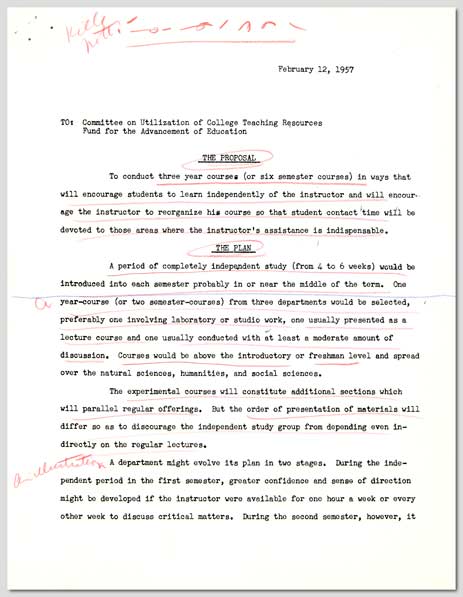 February 12, 1957
TO: Committee on Utilization of College Teaching Resources
Fund for the Advancement of Education
THE PROPOSAL
To conduct three year courses (or six semester courses) in ways that
will encourage students to learn independently of the instructor and will encour-
age the instructor to reorganize his course so that student contact time will be
devoted to those areas where the instructor's assistance is indispensable.
THE PLAN
A period of completely independent study (from 4 to 6 weeks) would be
introduced into each semester probably in or near the middle of the term. One
year-course (or two semester-courses) from three departments would be selected,
preferably one involving laboratory or studio work, one usually presented as a
lecture course and one usually conducted with at least a moderate amount of
discussion. Courses would be above the introductory or freshman level and spread
over the natural sciences, humanities, and social sciences.
The experimental courses will constitute additional sections which
will parallel regular offerings. But the order of presentation of materials will
differ so as to discourage the independent study group from depending even in-
directly on the regular lectures.
An illustration A department might evolve its plan in two stages. During the inde-
pendent period in the first semester, greater confidence and sense of direction
might be developed if the instructor were available for one hour a week or every
other week to discuss critical matters. During the second semester, however, it